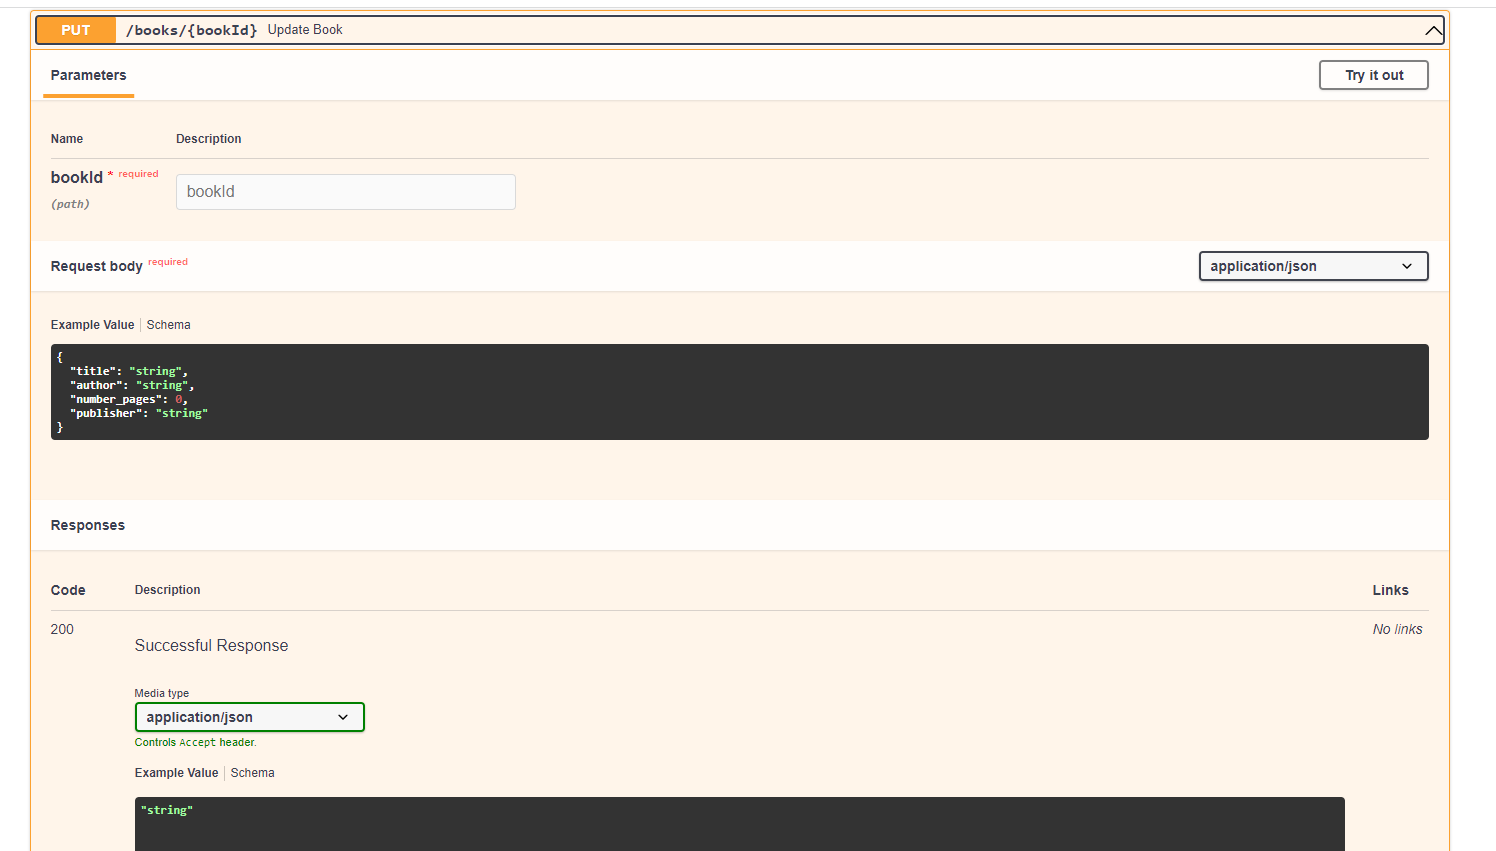 PUT /books/{bookId} Update Book
Parameters
Try it out
Name Description
bookId * required
(path)
bookId
Request body required
application/json
Example Value Schema
{
  "title": "string",
  "author": "string",
  "number_pages": 0,
  "publisher": "string"
}
Responses
Code Description Links
200
Successful Response
No links
Media type
application/json
Controls Accept header.
Example Value Schema
"string"